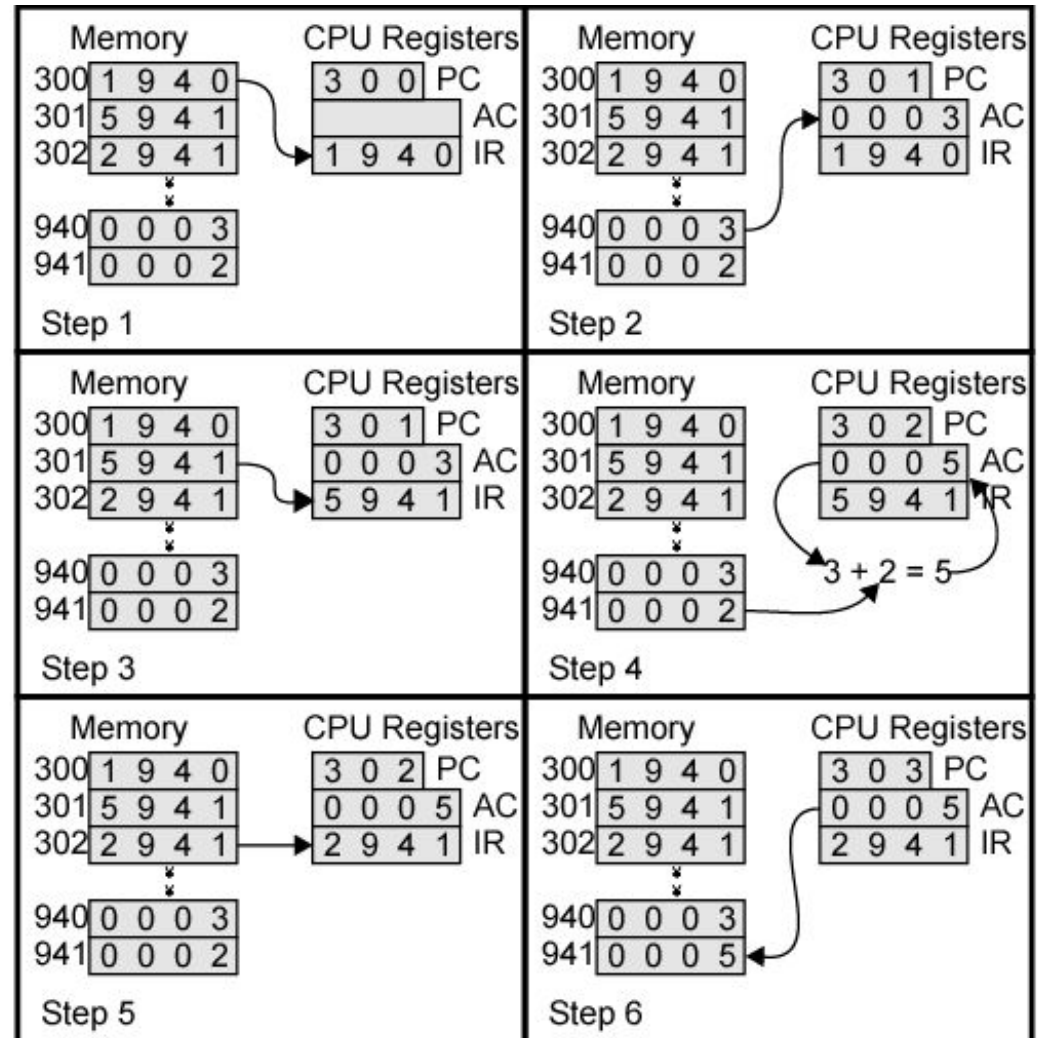 Memory CPU Registers
300 1 9 4 0 3 0 0 PC
301 5 9 4 1 AC
302 2 9 4 1 1 9 4 0 IR
940 0 0 0 3
941 0 0 0 2
Step 1
Memory CPU Registers
300 1 9 4 0 3 0 1 PC
301 5 9 4 1 0 0 0 3 AC
302 2 9 4 1 1 9 4 0 IR
940 0 0 0 3
941 0 0 0 2
Step 2
Memory CPU Registers
300 1 9 4 0 3 0 1 PC
301 5 9 4 1 0 0 0 3 AC
302 2 9 4 1 5 9 4 1 IR
940 0 0 0 3
941 0 0 0 2
Step 3
Memory CPU Registers
300 1 9 4 0 3 0 2 PC
301 5 9 4 1 0 0 0 5 AC
302 2 9 4 1 5 9 4 1 IR
940 0 0 0 3 3 + 2 = 5
941 0 0 0 2
Step 4
Memory CPU Registers
300 1 9 4 0 3 0 2 PC
301 5 9 4 1 0 0 0 5 AC
302 2 9 4 1 2 9 4 1 IR
940 0 0 0 3
941 0 0 0 2
Step 5
Memory CPU Registers
300 1 9 4 0 3 0 3 PC
301 5 9 4 1 0 0 0 5 AC
302 2 9 4 1 2 9 4 1 IR
940 0 0 0 3
941 0 0 0 5
Step 6